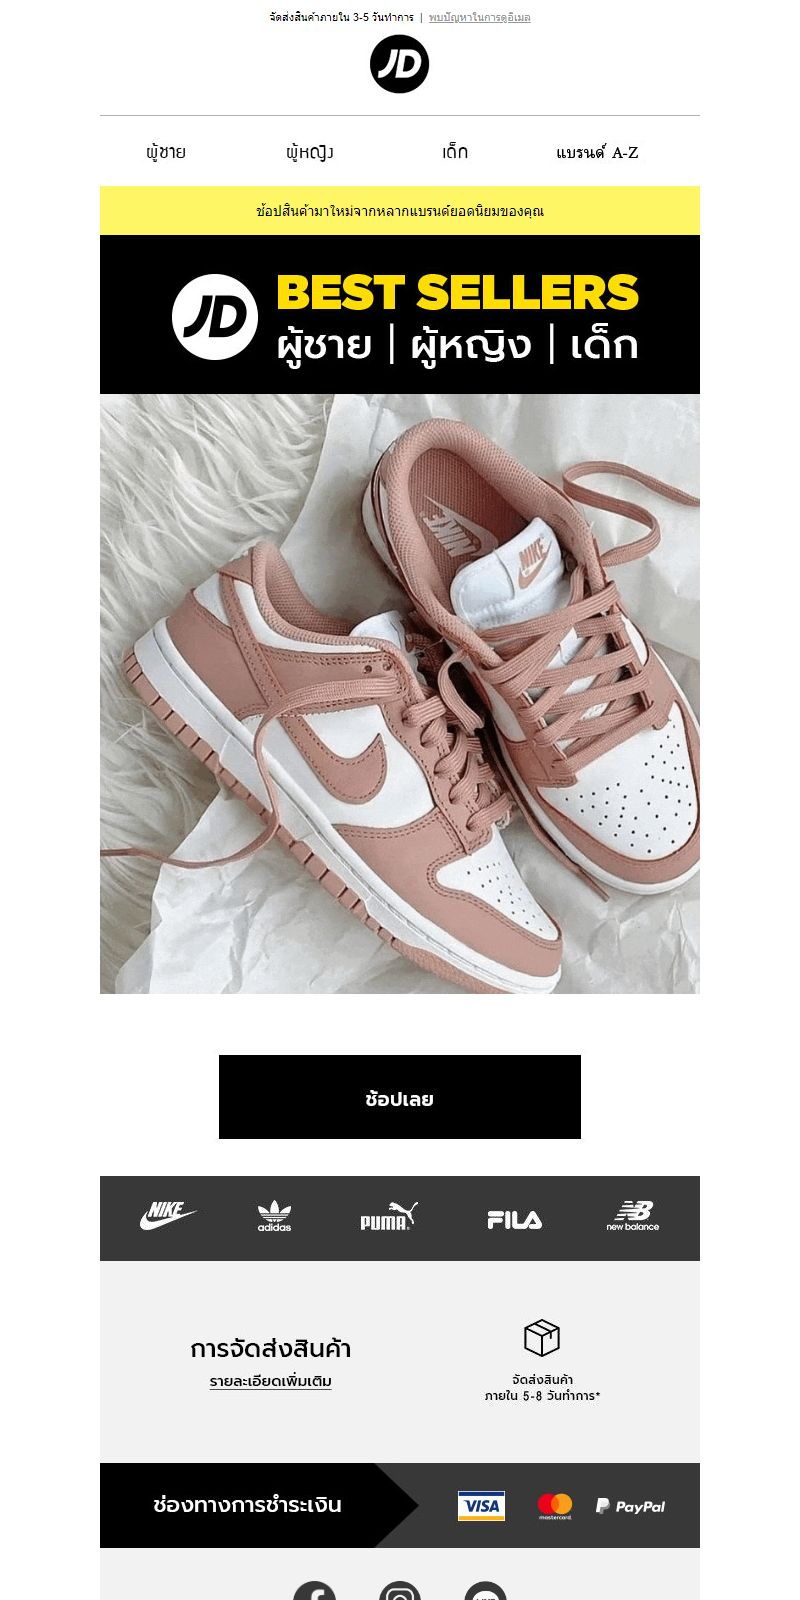 จัดส่งสินค้าภายใน 3-5 วันทำการ | พบปัญหาในการดูอีเมล
JD
ผู้ชาย ผู้หญิง เด็ก แบรนด์ A-Z
ช้อปสินค้ามาใหม่จากหลากแบรนด์ยอดนิยมของคุณ
JD BEST SELLERS
ผู้ชาย | ผู้หญิง | เด็ก
NIKE
NIKE
ช้อปเลย
NIKE adidas PUMA FILA NB new balance
การจัดส่งสินค้า
รายละเอียดเพิ่มเติม
จัดส่งสินค้า
ภายใน 5-8 วันทำการ*
ช่องทางการชำระเงิน VISA mastercard. PayPal